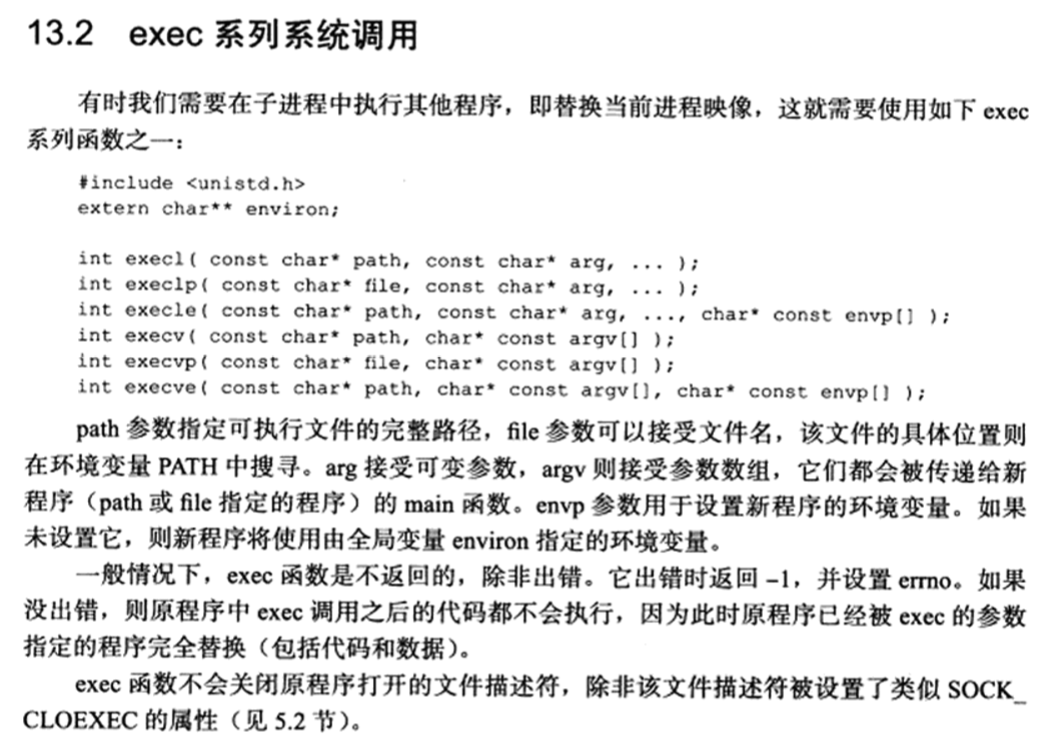 13.2 exec 系列系统调用
有时我们需要在子进程中执行其他程序，即替换当前进程映像，这就需要使用如下 exec
系列函数之一：
#include <unistd.h>
extern char** environ;
int execl( const char* path, const char* arg, ... );
int execlp( const char* file, const char* arg, ... );
int execle( const char* path, const char* arg, ..., char* const envp[] );
int execv( const char* path, char* const argv[] );
int execvp( const char* file, char* const argv[] );
int execve( const char* path, char* const argv[], char* const envp[] );
path 参数指定可执行文件的完整路径，file 参数可以接受文件名，该文件的具体位置则
在环境变量 PATH 中搜寻。arg 接受可变参数，argv 则接受参数数组，它们都会被传递给新
程序（path 或 file 指定的程序）的 main 函数。envp 参数用于设置新程序的环境变量。如果
未设置它，则新程序将使用由全局变量 environ 指定的环境变量。
一般情况下，exec 函数是不返回的，除非出错。它出错时返回 –1，并设置 errno。如果
没出错，则原程序中 exec 调用之后的代码都不会执行，因为此时原程序已经被 exec 的参数
指定的程序完全替换（包括代码和数据）。
exec 函数不会关闭原程序打开的文件描述符，除非该文件描述符被设置了类似 SOCK_
CLOEXEC 的属性（见 5.2 节）。